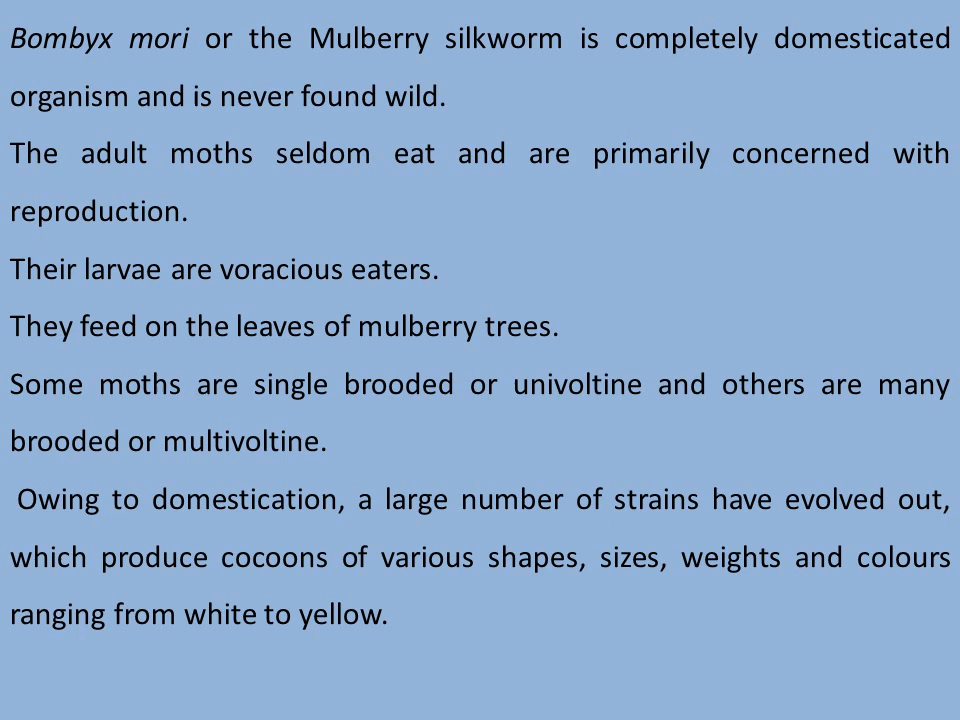 Bombyx mori or the Mulberry silkworm is completely domesticated
organism and is never found wild.
The adult moths seldom eat and are primarily concerned with
reproduction.
Their larvae are voracious eaters.
They feed on the leaves of mulberry trees.
Some moths are single brooded or univoltine and others are many
brooded or multivoltine.
Owing to domestication, a large number of strains have evolved out,
which produce cocoons of various shapes, sizes, weights and colours
ranging from white to yellow.